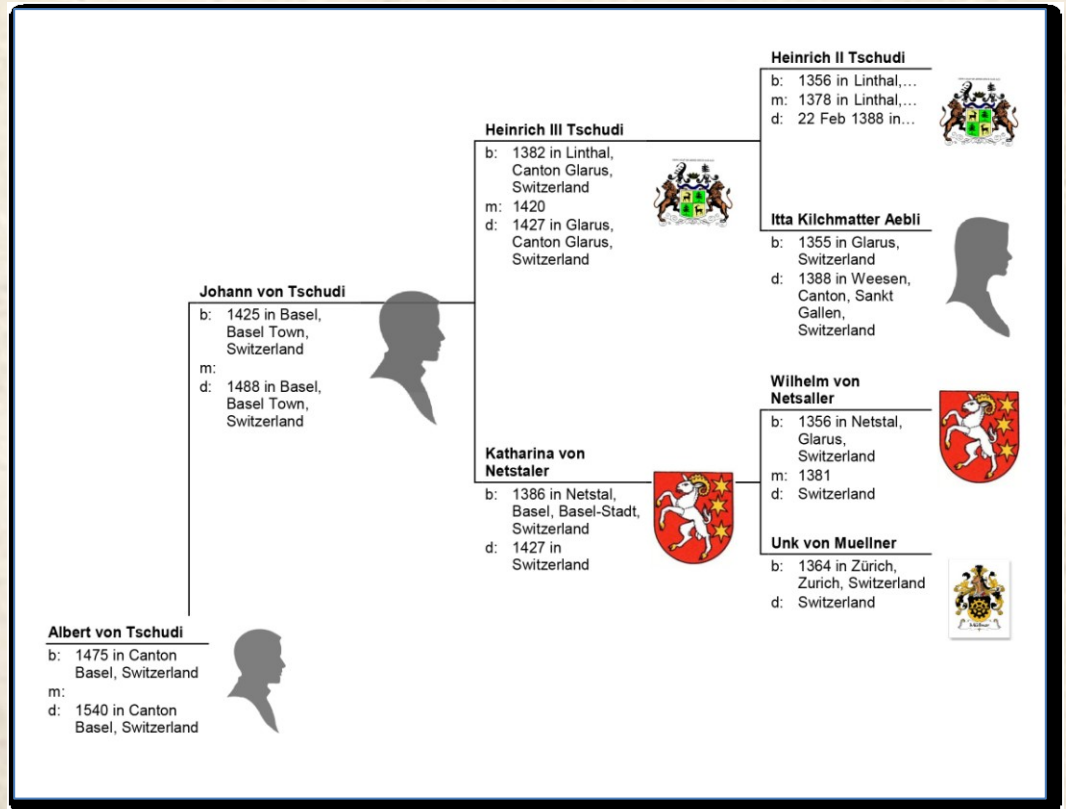 Heinrich II Tschudi
b: 1356 in Linthal,…
m: 1378 in Linthal,…
d: 22 Feb 1388 in…
Heinrich III Tschudi
b: 1382 in Linthal,
Canton Glarus,
Switzerland
m: 1420
d: 1427 in Glarus,
Canton Glarus,
Switzerland
Itta Kilchmatter Aebli
b: 1355 in Glarus,
Switzerland
d: 1388 in Weesen,
Canton, Sankt
Gallen,
Switzerland
Johann von Tschudi
b: 1425 in Basel,
Basel Town,
Switzerland
m:
d: 1488 in Basel,
Basel Town,
Switzerland
Wilhelm von
Netsaller
b: 1356 in Netstal,
Glarus,
Switzerland
m: 1381
d: Switzerland
Katharina von
Netstaler
b: 1386 in Netstal,
Basel, Basel-Stadt,
Switzerland
d: 1427 in
Switzerland
Unk von Muellner
b: 1364 in Zürich,
Zurich, Switzerland
d: Switzerland
Albert von Tschudi
b: 1475 in Canton
Basel, Switzerland
m:
d: 1540 in Canton
Basel, Switzerland